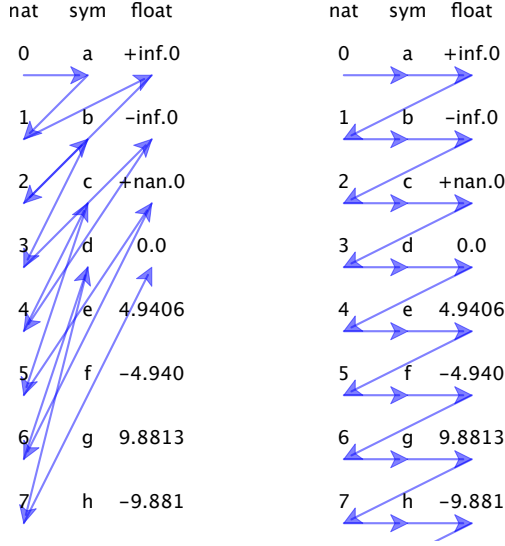 nat sym float
0 a +inf.0
1 b -inf.0
2 c +nan.0
3 d 0.0
4 e 4.9406
5 f -4.940
6 g 9.8813
7 h -9.881
nat sym float
0 a +inf.0
1 b -inf.0
2 c +nan.0
3 d 0.0
4 e 4.9406
5 f -4.940
6 g 9.8813
7 h -9.881